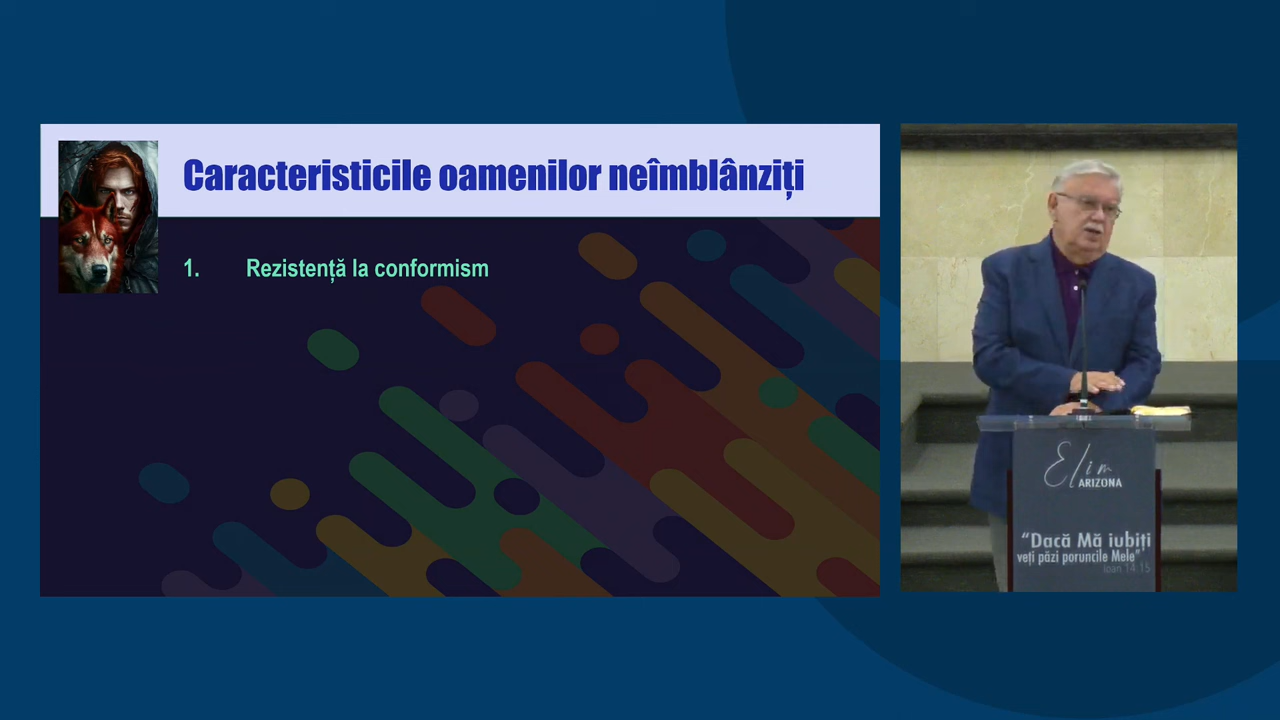 Caracteristicile oamenilor neîmblânziți
1. Rezistență la conformism
Elim
ARIZONA
“Dacă Mă iubiți
veți păzi poruncile Mele”
Ioan 14:15